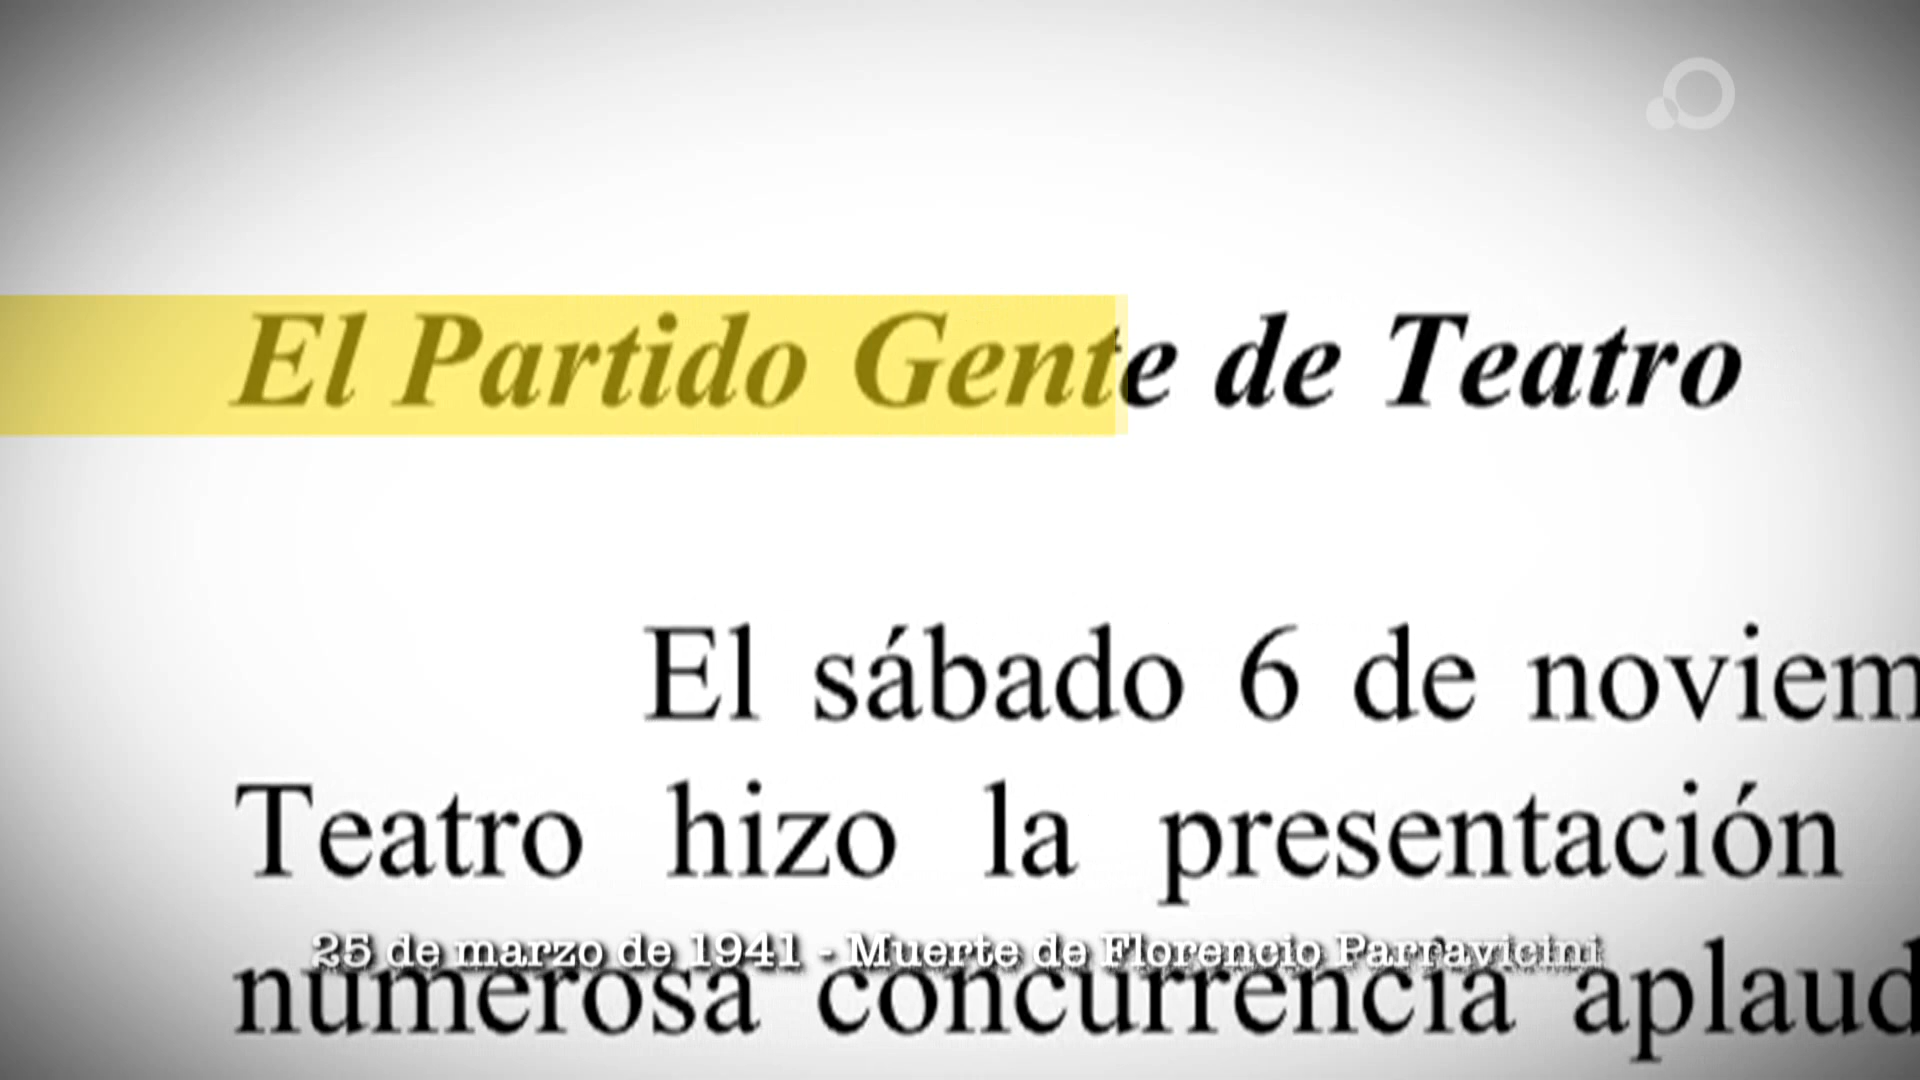 El Partido Gente de Teatro
El sábado 6 de noviem
Teatro hizo la presentación
25 de marzo de 1941 - Muerte de Florencio Parravicini
numerosa concurrencia aplaud